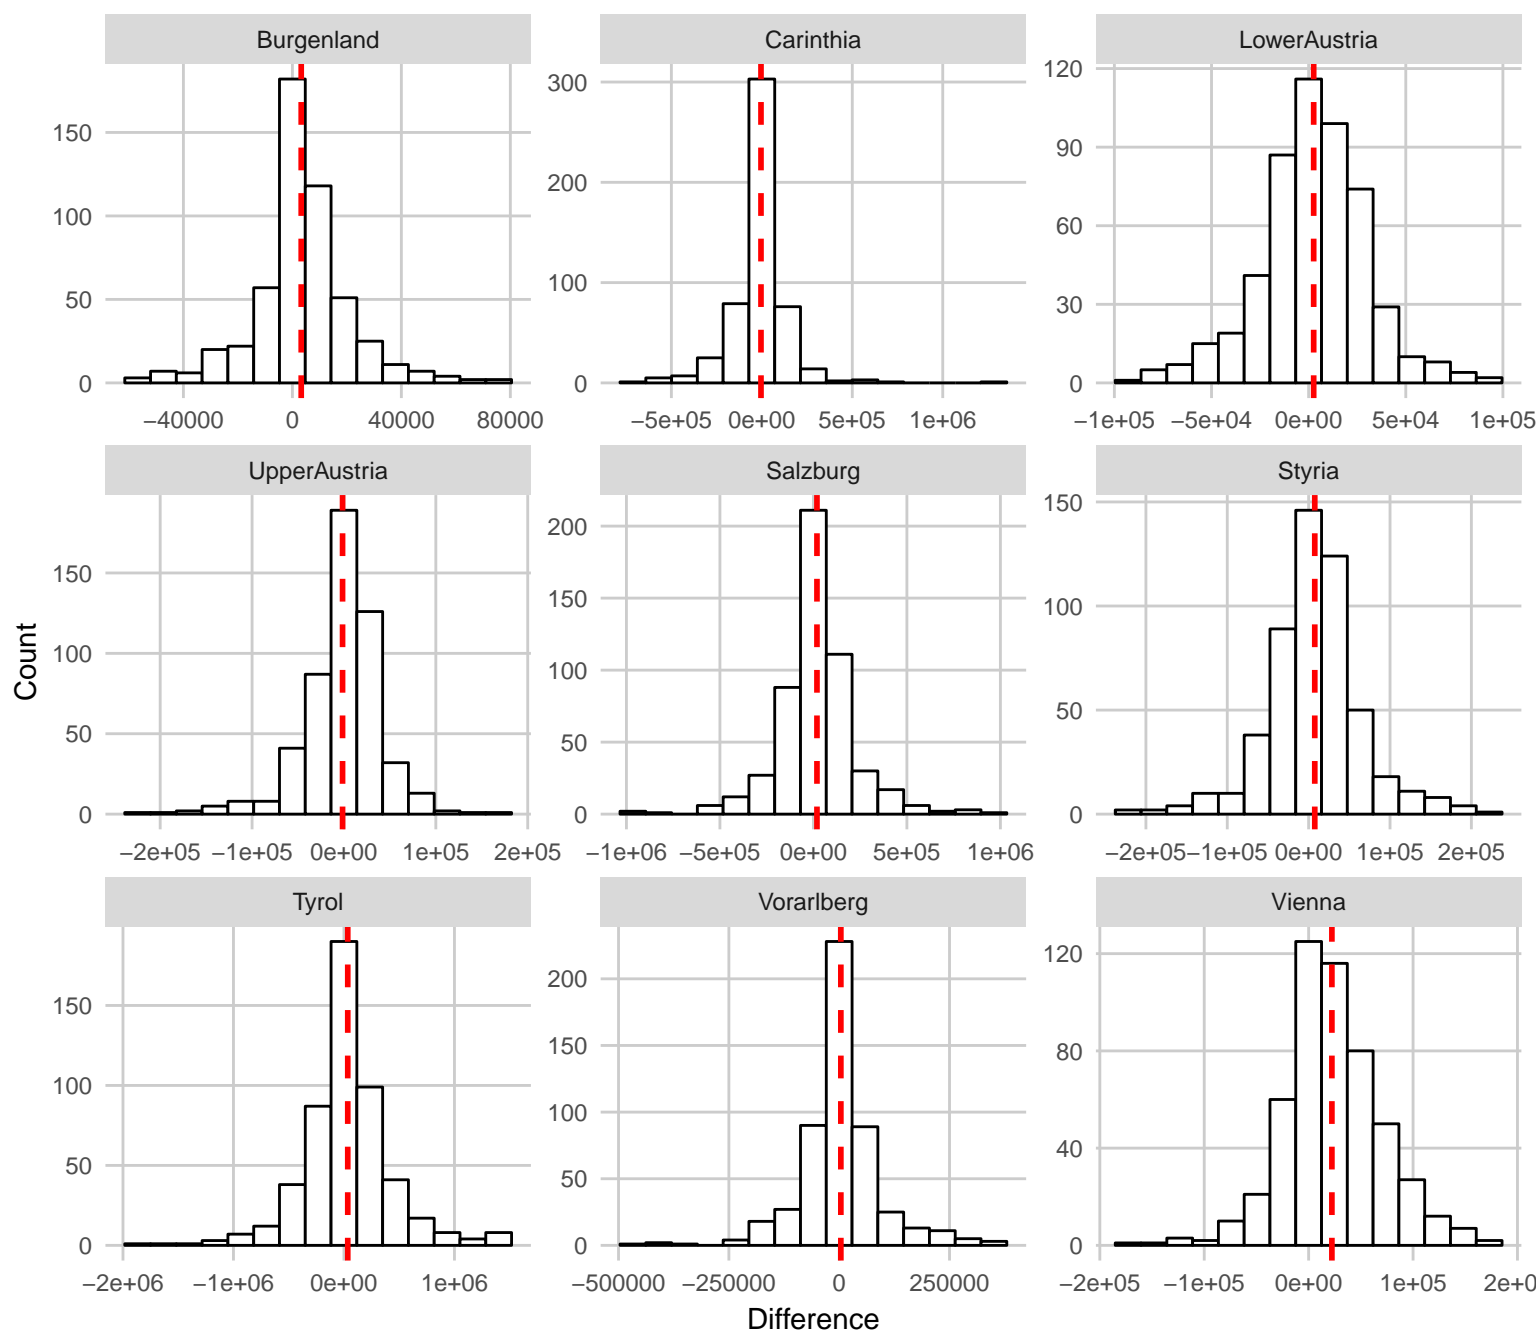 Burgenland
Carinthia
LowerAustria
150
100
50
0
300
200
100
0
120
90
60
30
0
−40000 0 40000 80000
−5e+05 0e+00 5e+05 1e+06
−1e+05 −5e+04 0e+00 5e+04 1e+05
UpperAustria
Salzburg
Styria
150
100
50
0
200
150
100
50
0
150
100
50
0
−2e+05 −1e+05 0e+00 1e+05 2e+05
−1e+06 −5e+05 0e+00 5e+05 1e+06
−2e+05 −1e+05 0e+00 1e+05 2e+05
Count
Tyrol
Vorarlberg
Vienna
150
100
50
0
200
150
100
50
0
120
80
40
0
−2e+06 −1e+06 0e+00 1e+06
−500000 −250000 0 250000
−2e+05 −1e+05 0e+00 1e+05 2e+0
Difference